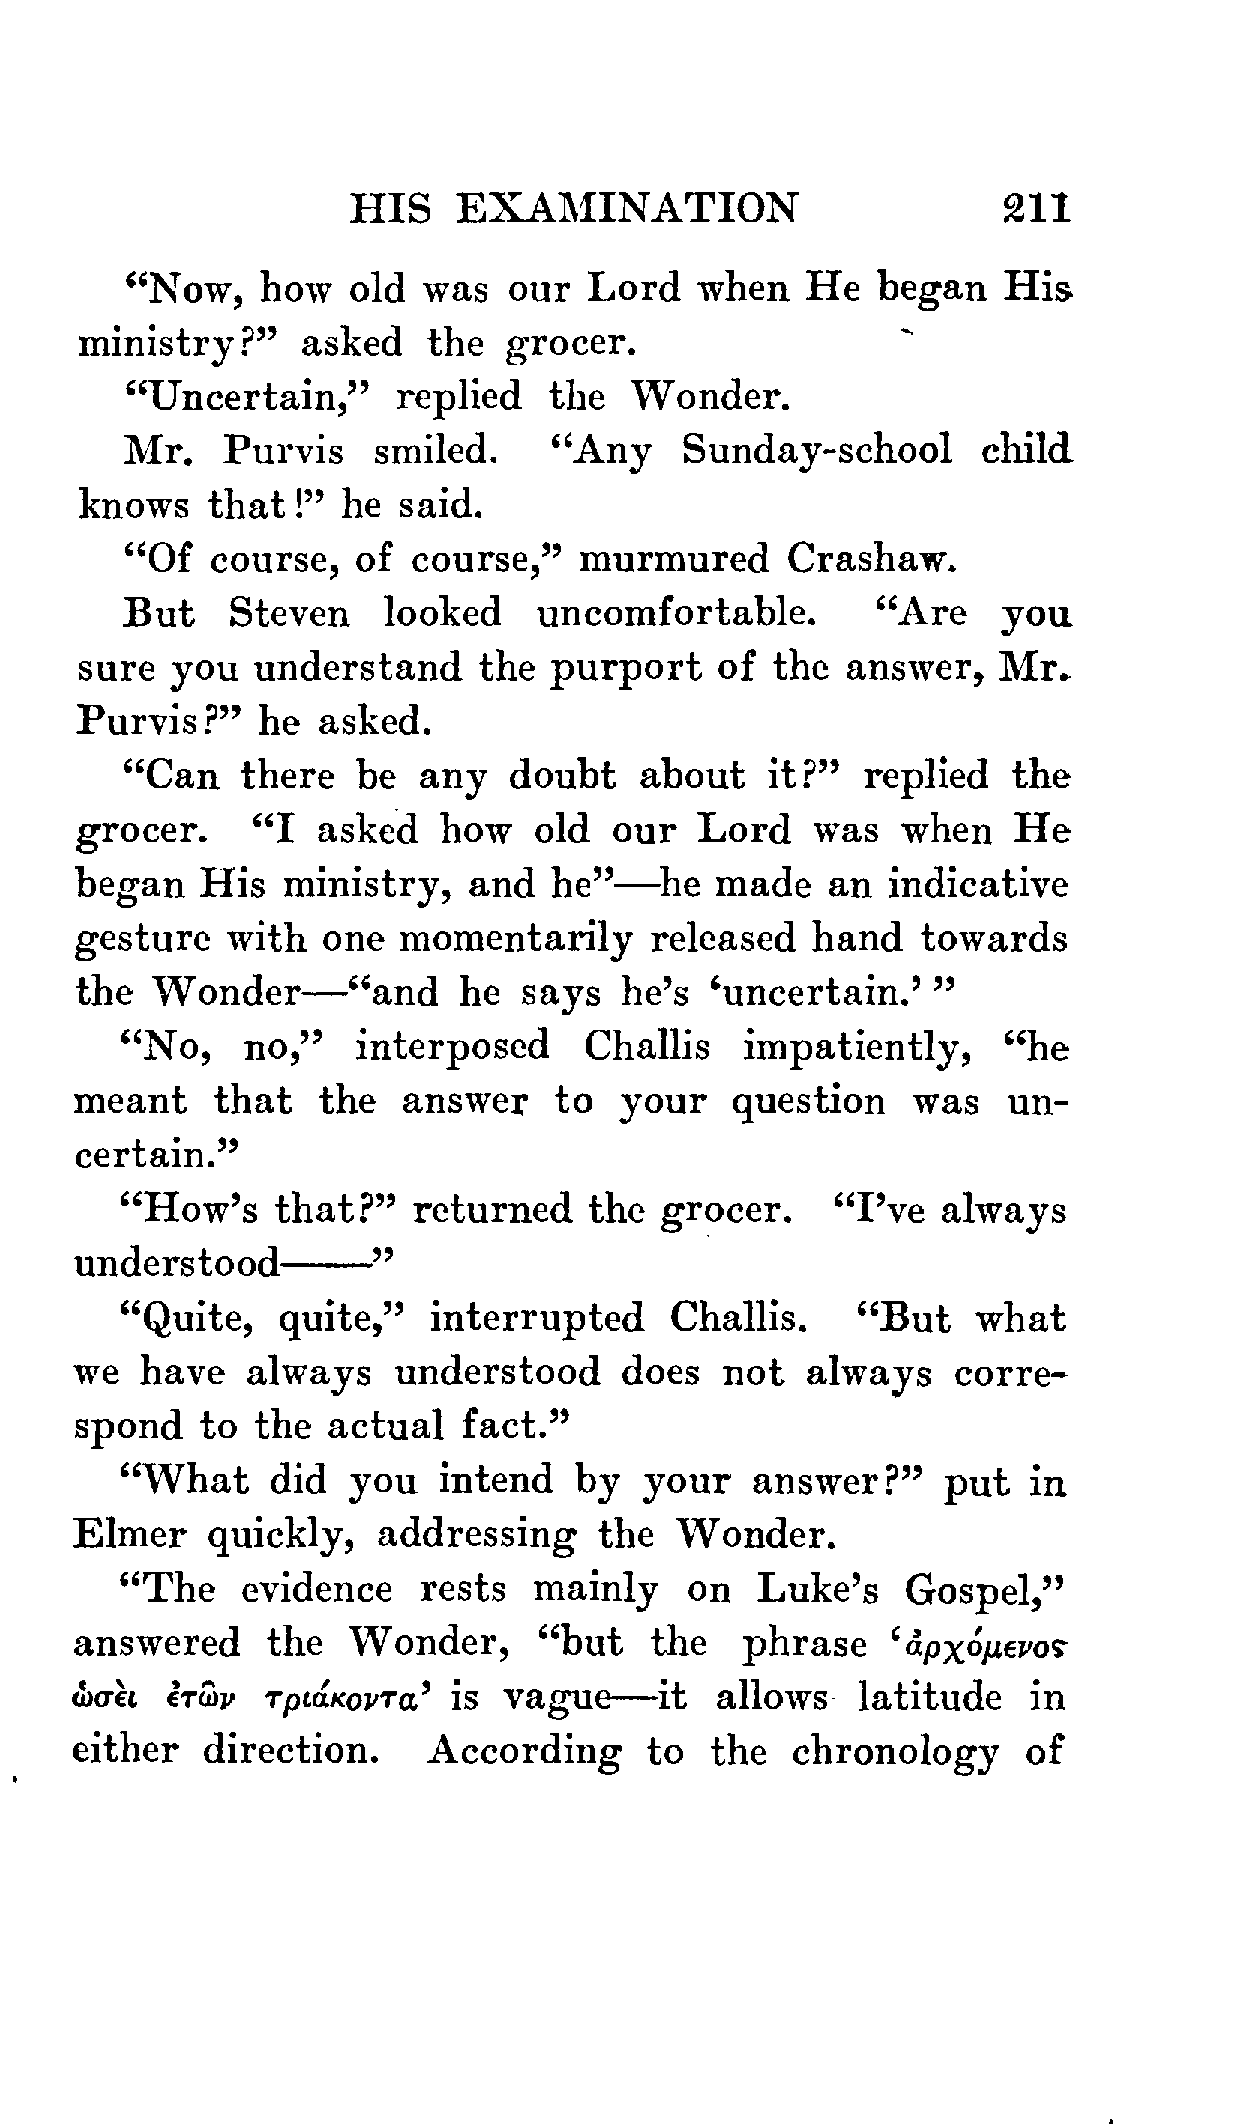 HIS EXAMINATION 211
“Now, how old was our Lord when He began His
ministry?” asked the grocer.
“Uncertain,” replied the Wonder.
Mr. Purvis smiled. “Any Sunday-school child
knows that!” he said.
“Of course, of course,” murmured Crashaw.
But Steven looked uncomfortable. “Are you
sure you understand the purport of the answer, Mr.
Purvis?” he asked.
“Can there be any doubt about it?” replied the
grocer. “I asked how old our Lord was when He
began His ministry, and he”—he made an indicative
gesture with one momentarily released hand towards
the Wonder—“and he says he’s ‘uncertain.’ ”
“No, no,” interposed Challis impatiently, “he
meant that the answer to your question was un-
certain.”
“How’s that?” returned the grocer. “I’ve always
understood——”
“Quite, quite,” interrupted Challis. “But what
we have always understood does not always corre-
spond to the actual fact.”
“What did you intend by your answer?” put in
Elmer quickly, addressing the Wonder.
“The evidence rests mainly on Luke’s Gospel,”
answered the Wonder, “but the phrase ‘ἀρχόμενος
ὡσὲι ἐτῶν τριάκοντα’ is vague—it allows latitude in
either direction. According to the chronology of